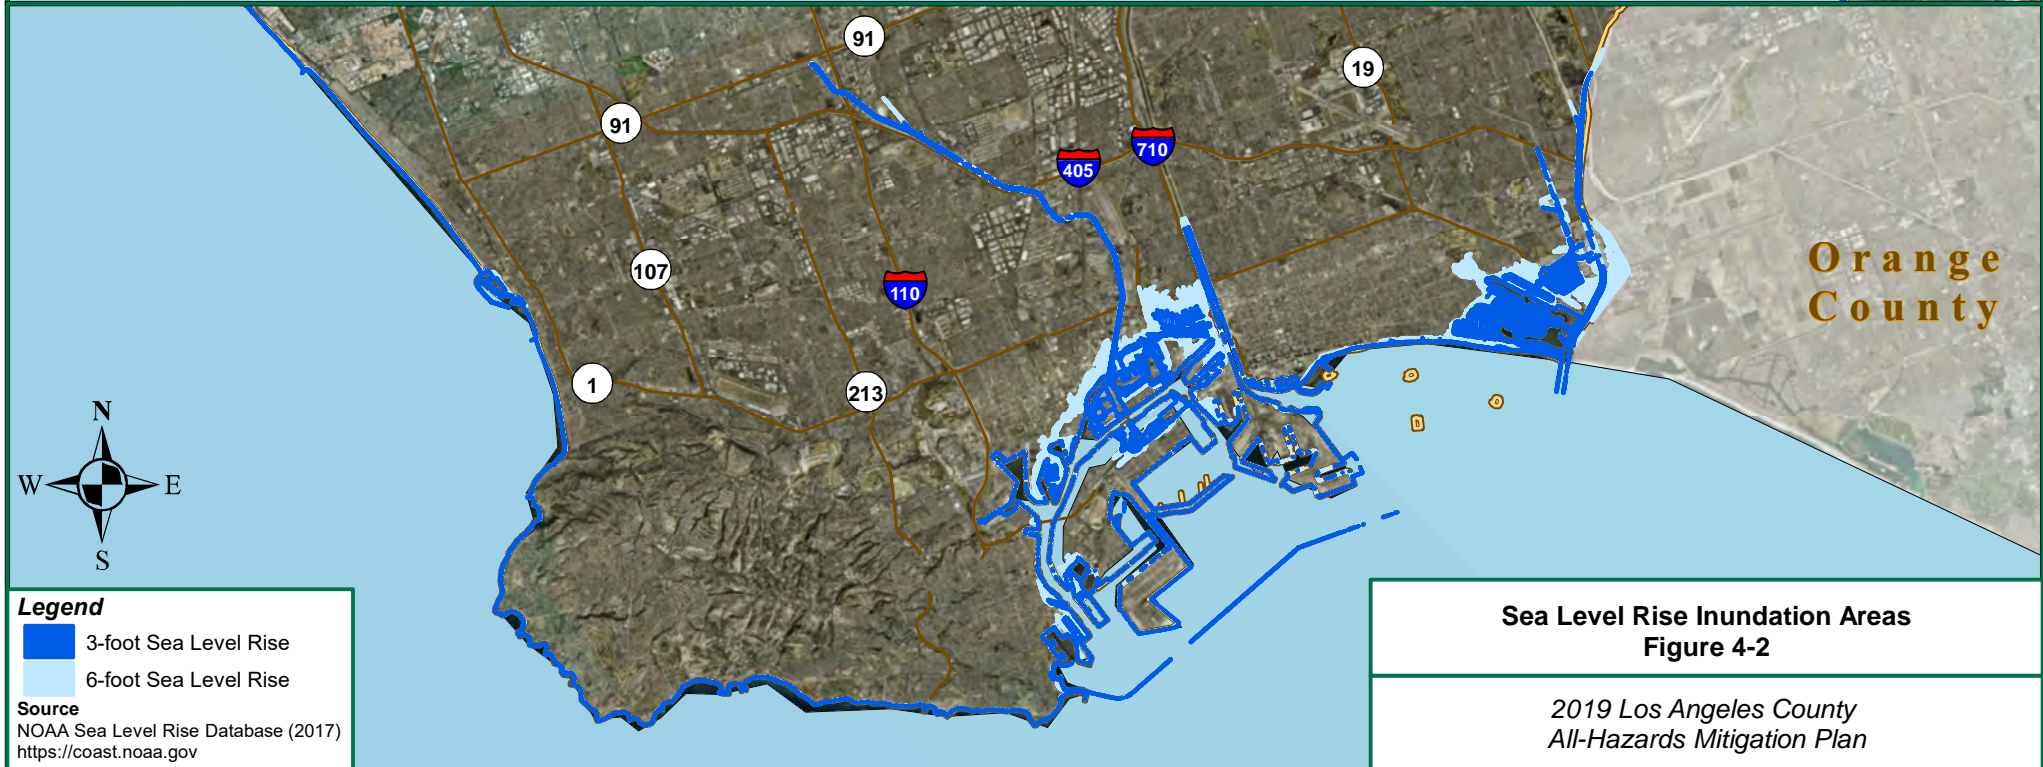 91
19
91
710
405
107
110
Orange
County
1
213
N
W E
S
Legend
3-foot Sea Level Rise
6-foot Sea Level Rise
Source
NOAA Sea Level Rise Database (2017)
https://coast.noaa.gov
Sea Level Rise Inundation Areas
Figure 4-2
2019 Los Angeles County
All-Hazards Mitigation Plan